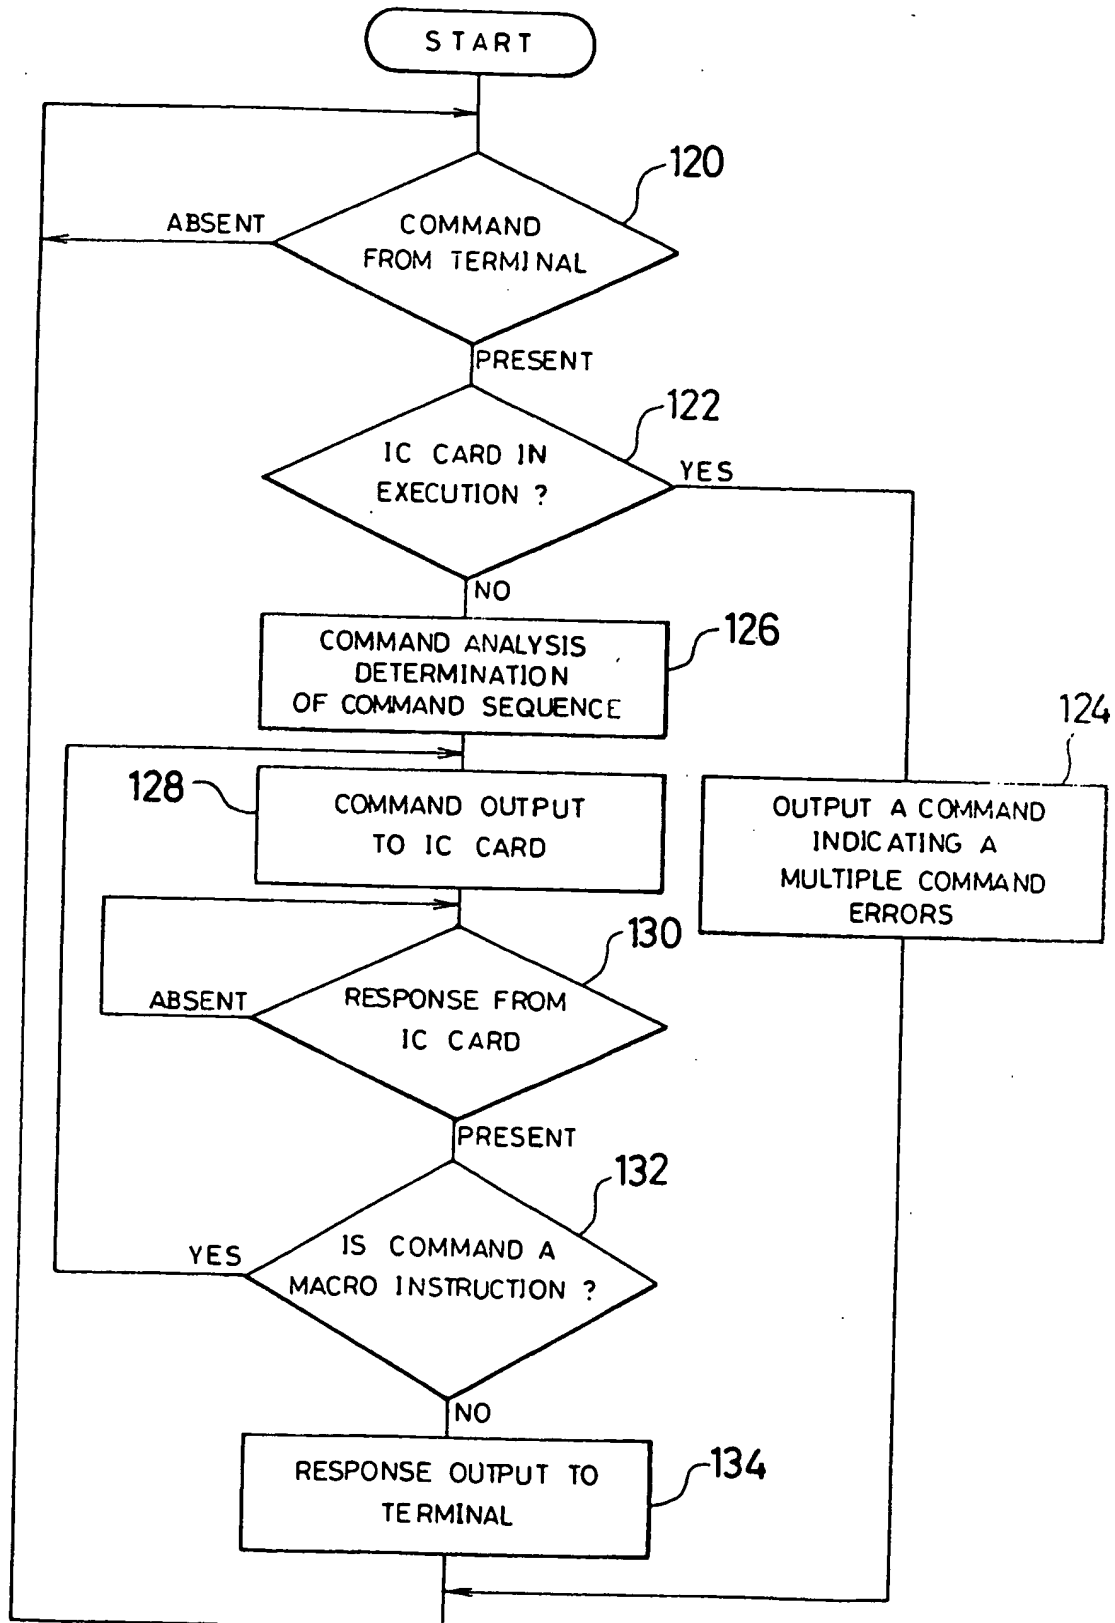 START
120
COMMAND
FROM TERMINAL
ABSENT
PRESENT
122
IC CARD IN
EXECUTION ?
YES
NO
126
COMMAND ANALYSIS
DETERMINATION
OF COMMAND SEQUENCE
124
OUTPUT A COMMAND
INDICATING A
MULTIPLE COMMAND
ERRORS
128
COMMAND OUTPUT
TO IC CARD
130
RESPONSE FROM
IC CARD
ABSENT
PRESENT
132
IS COMMAND A
MACRO INSTRUCTION ?
YES
NO
134
RESPONSE OUTPUT TO
TERMINAL